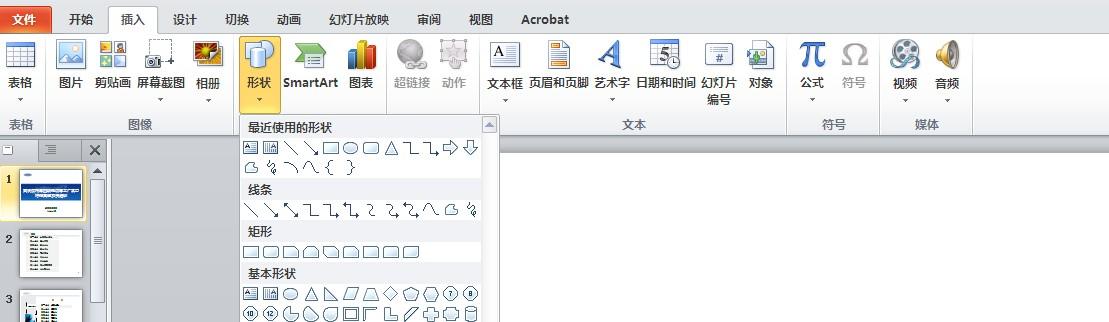 文件 开始 插入 设计 切换 动画 幻灯片放映 审阅 视图 Acrobat
表格 图片 剪贴画 屏幕截图 相册 形状 SmartArt 图表 超链接 动作 文本框 页眉和页脚 艺术字 日期和时间 幻灯片编号 对象 公式 符号 视频 音频
表格 图像 文本 符号 媒体
最近使用的形状
线条
1
矩形
2
基本形状
3